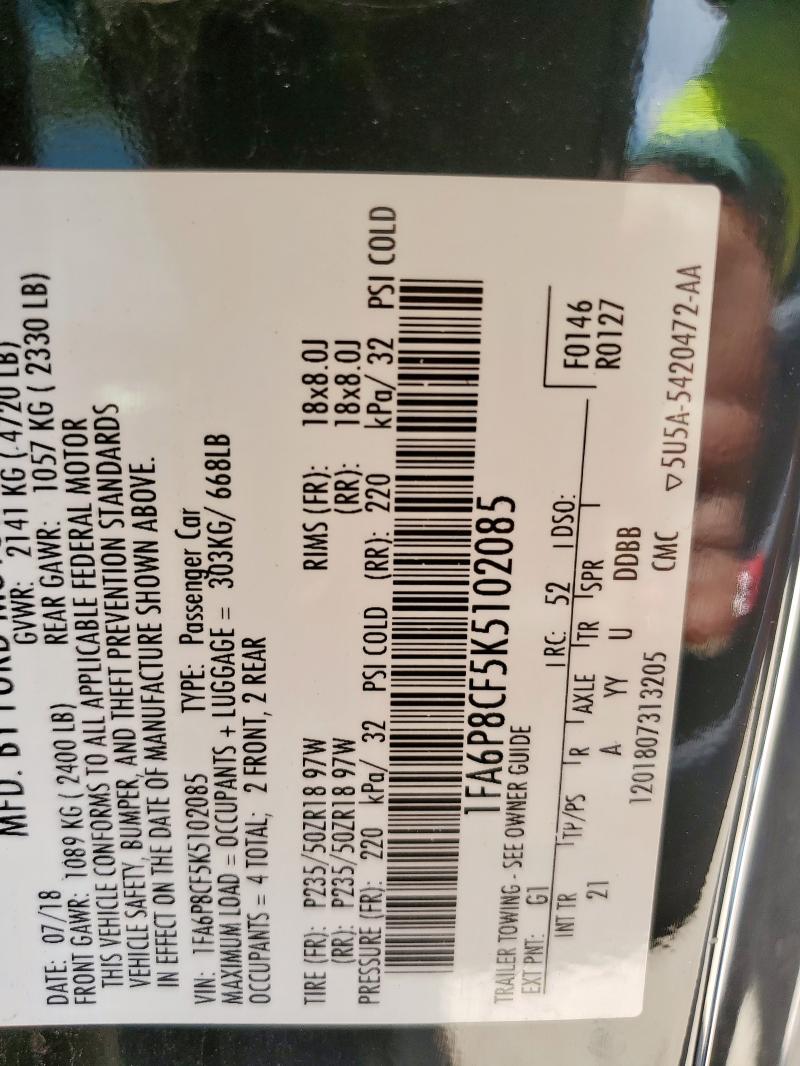 MFD. BY FORD
DATE: 07/18 GVWR: 2141 KG ( 4720 LB)
FRONT GAWR: 1089 KG ( 2400 LB) REAR GAWR: 1057 KG ( 2330 LB)
THIS VEHICLE CONFORMS TO ALL APPLICABLE FEDERAL MOTOR
VEHICLE SAFETY, BUMPER, AND THEFT PREVENTION STANDARDS
IN EFFECT ON THE DATE OF MANUFACTURE SHOWN ABOVE.
VIN: 1FA6P8CF5K5102085 TYPE: Passenger Car
MAXIMUM LOAD = OCCUPANTS + LUGGAGE = 303KG/ 668LB
OCCUPANTS = 4 TOTAL; 2 FRONT, 2 REAR
TIRE (FR): P235/50ZR18 97W RIMS (FR): 18x8.0J
(RR): P235/50ZR18 97W (RR): 18x8.0J
PRESSURE (FR): 220 kPa/ 32 PSI COLD (RR): 220 kPa/ 32 PSI COLD
1FA6P8CF5K5102085
TRAILER TOWING - SEE OWNER GUIDE
EXT PNT: G1 RC: 52 DSO: F0146
INT TR TP/PS R AXLE TR SPR R0127
21 A YY U DDBB
1201807313205 CMC ▽5U5A-5420472-AA